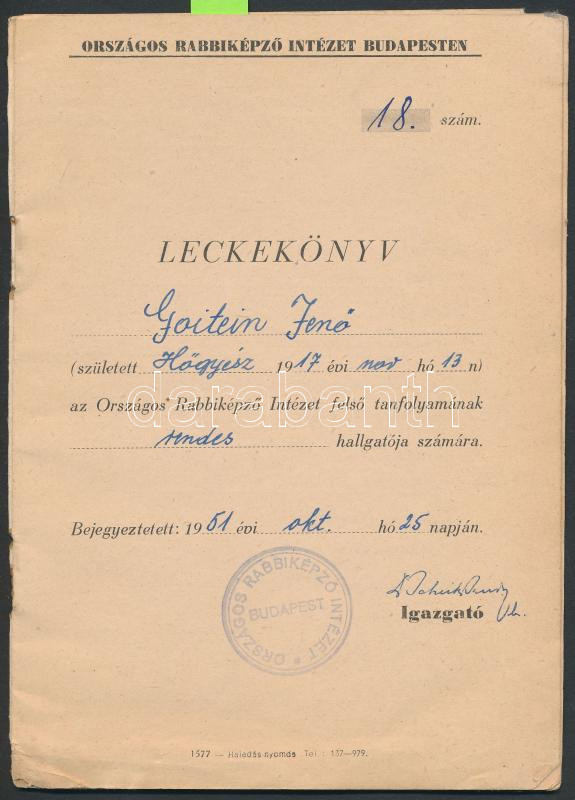 ORSZÁGOS RABBIKÉPZŐ INTÉZET BUDAPESTEN
18. szám.
LECKEKÖNYV
Goitein Jenő
(született Hőgyész 1917 évi nov hó 13 n)
az Országos Rabbiképző Intézet felső tanfolyamának
rendes hallgatója számára.
darabanth
Bejegyeztetett: 1951 évi okt. hó 25 napján.
ORSZÁGOS RABBIKÉPZŐ INTÉZET
BUDAPEST
Igazgató
1577 — Haladás-nyomda Tel.: 137—979.